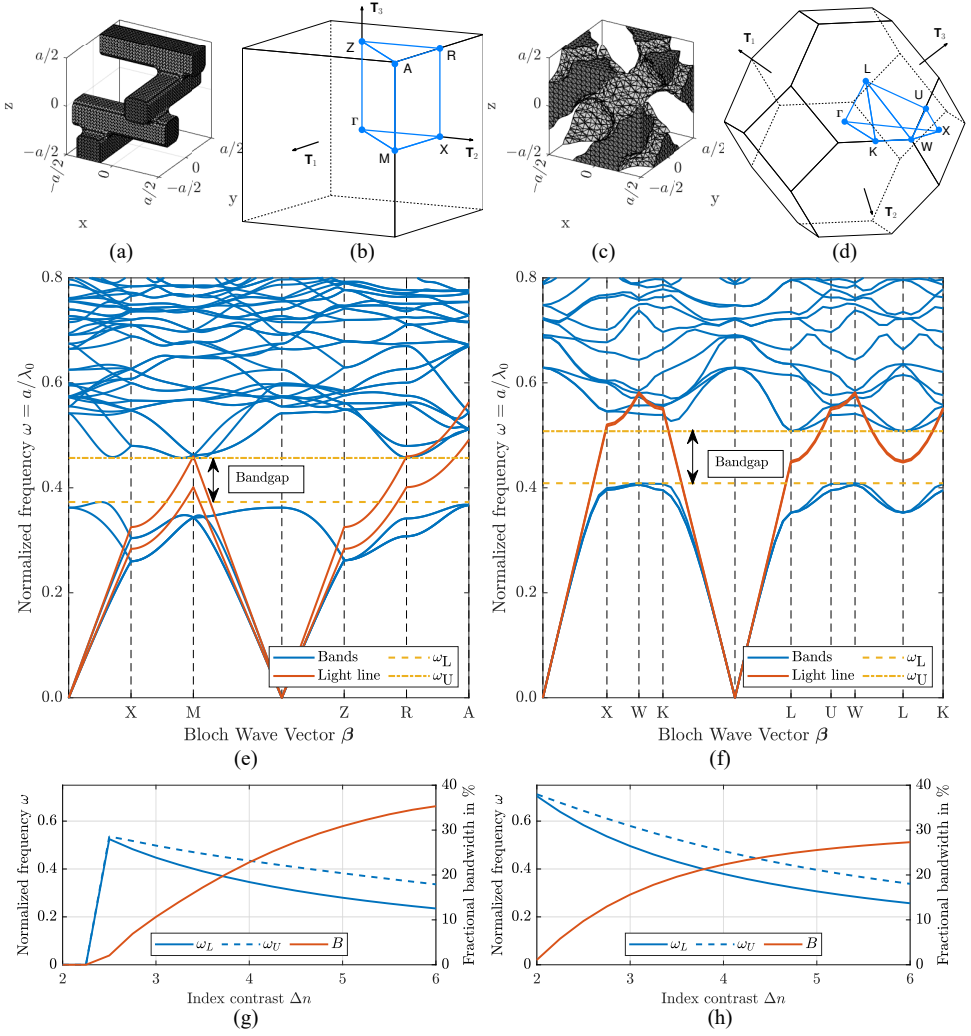 a/2
0
−a/2
z
−a/2
0
a/2
x
−a/2
0
a/2
y
(a)
T3
Z
R
A
Γ
M
X
T1
T2
(b)
a/2
0
−a/2
z
−a/2
0
a/2
x
−a/2
0
a/2
y
(c)
T1
T3
L
U
Γ
X
K
W
T2
(d)
0.8
0.6
0.4
0.2
0.0
Normalized frequency ω = a/λ0
Bandgap
Bands
Light line
ωL
ωU
X M Z R A
Bloch Wave Vector β
(e)
0.8
0.6
0.4
0.2
0.0
Normalized frequency ω = a/λ0
Bandgap
Bands
Light line
ωL
ωU
X W K L U W L K
Bloch Wave Vector β
(f)
0.6
0.4
0.2
0
Normalized frequency ω
40
30
20
10
0
Fractional bandwidth in %
ωL ωU B
2 3 4 5 6
Index contrast Δn
(g)
0.6
0.4
0.2
0
Normalized frequency ω
40
30
20
10
0
Fractional bandwidth in %
ωL ωU B
2 3 4 5 6
Index contrast Δn
(h)